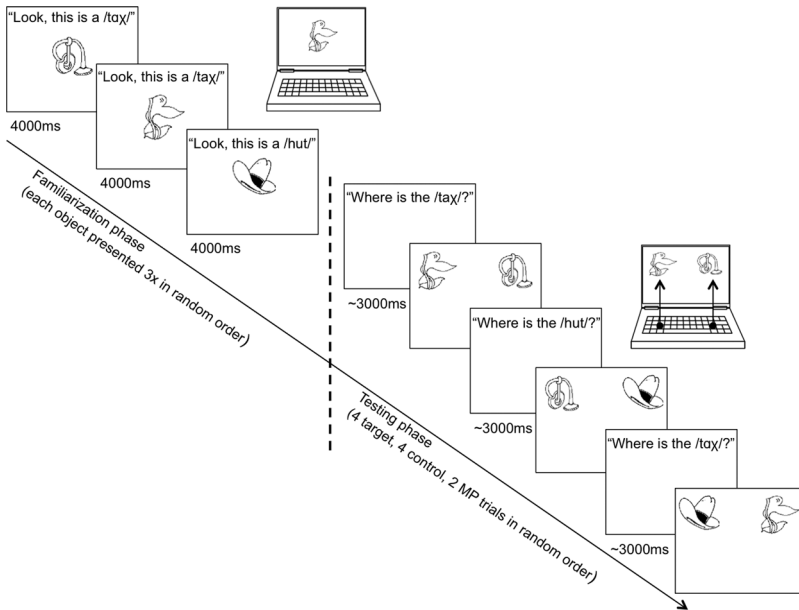 "Look, this is a /tɑχ/"
4000ms
"Look, this is a /taχ/"
4000ms
"Look, this is a /hut/"
4000ms
Familiarization phase
(each object presented 3x in random order)
"Where is the /taχ/?"
~3000ms
"Where is the /hut/?"
~3000ms
"Where is the /tɑχ/?"
~3000ms
Testing phase
(4 target, 4 control, 2 MP trials in random order)